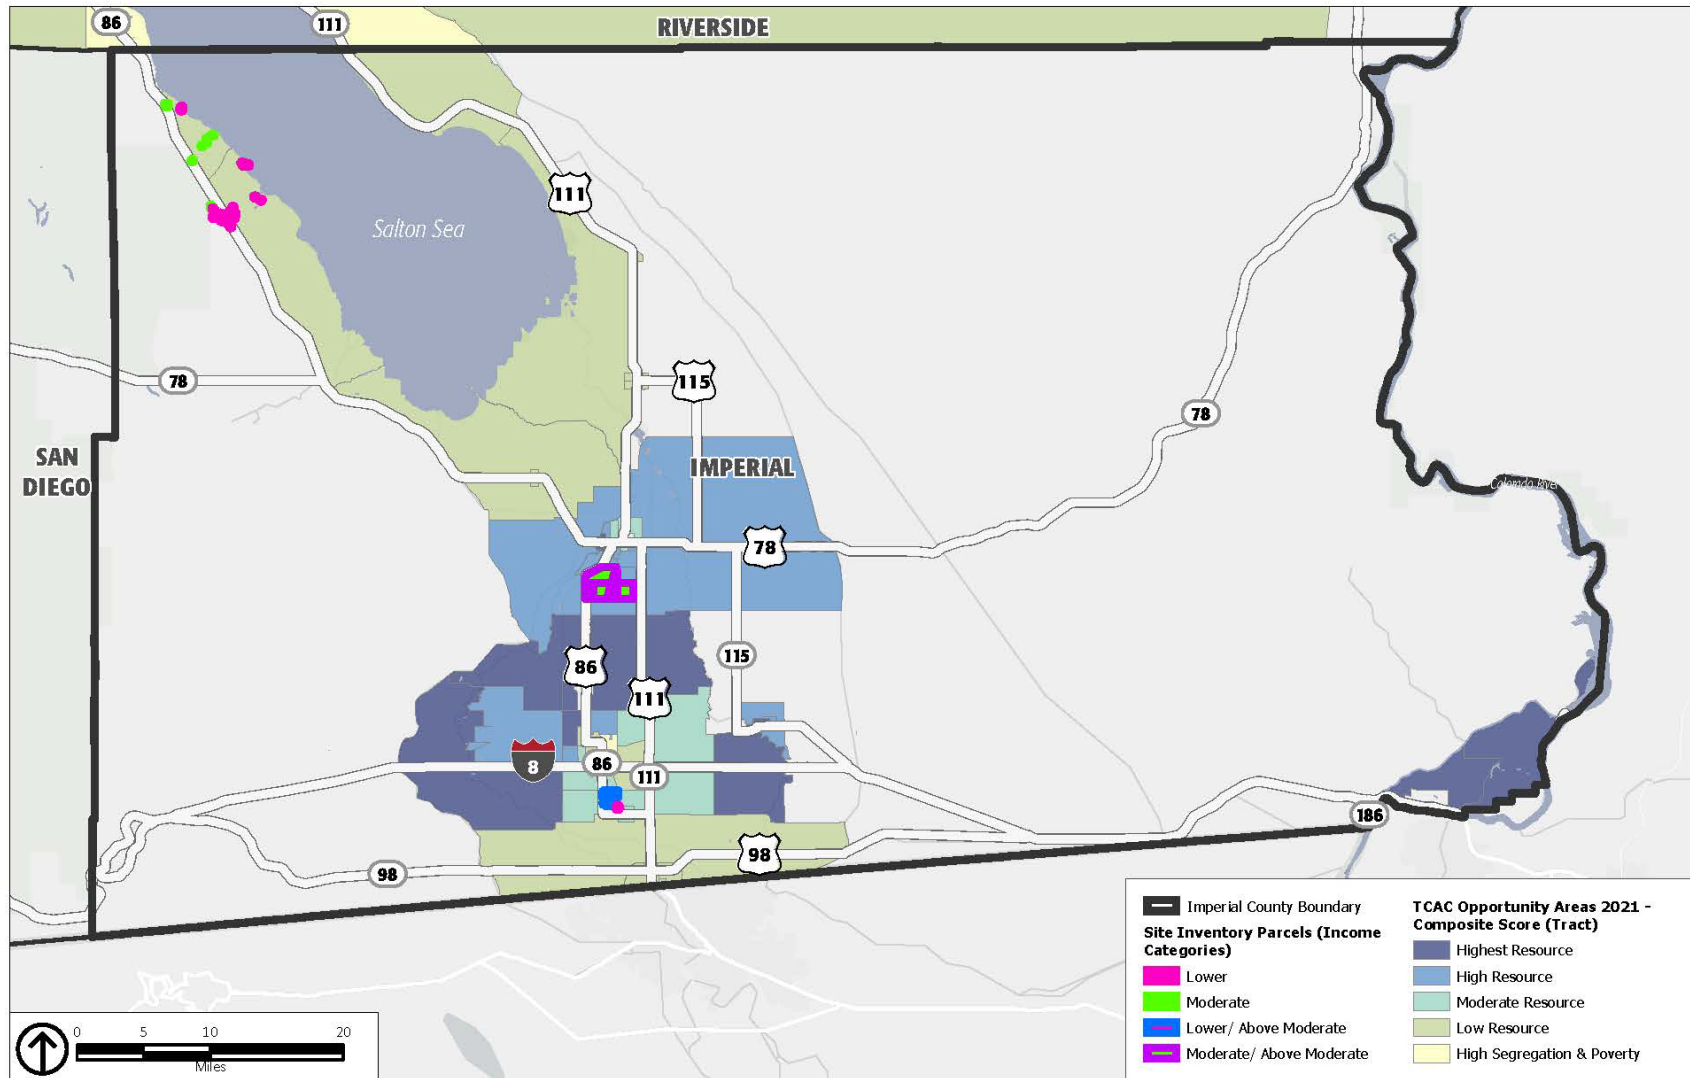 86
111
RIVERSIDE
111
Salton Sea
78
115
78
SAN
DIEGO
IMPERIAL
Colorado River
78
86
115
111
8
86
111
186
98
98
Imperial County Boundary
Site Inventory Parcels (Income
Categories)
Lower
Moderate
Lower/ Above Moderate
Moderate/ Above Moderate
TCAC Opportunity Areas 2021 -
Composite Score (Tract)
Highest Resource
High Resource
Moderate Resource
Low Resource
High Segregation & Poverty
0 5 10 20
Miles